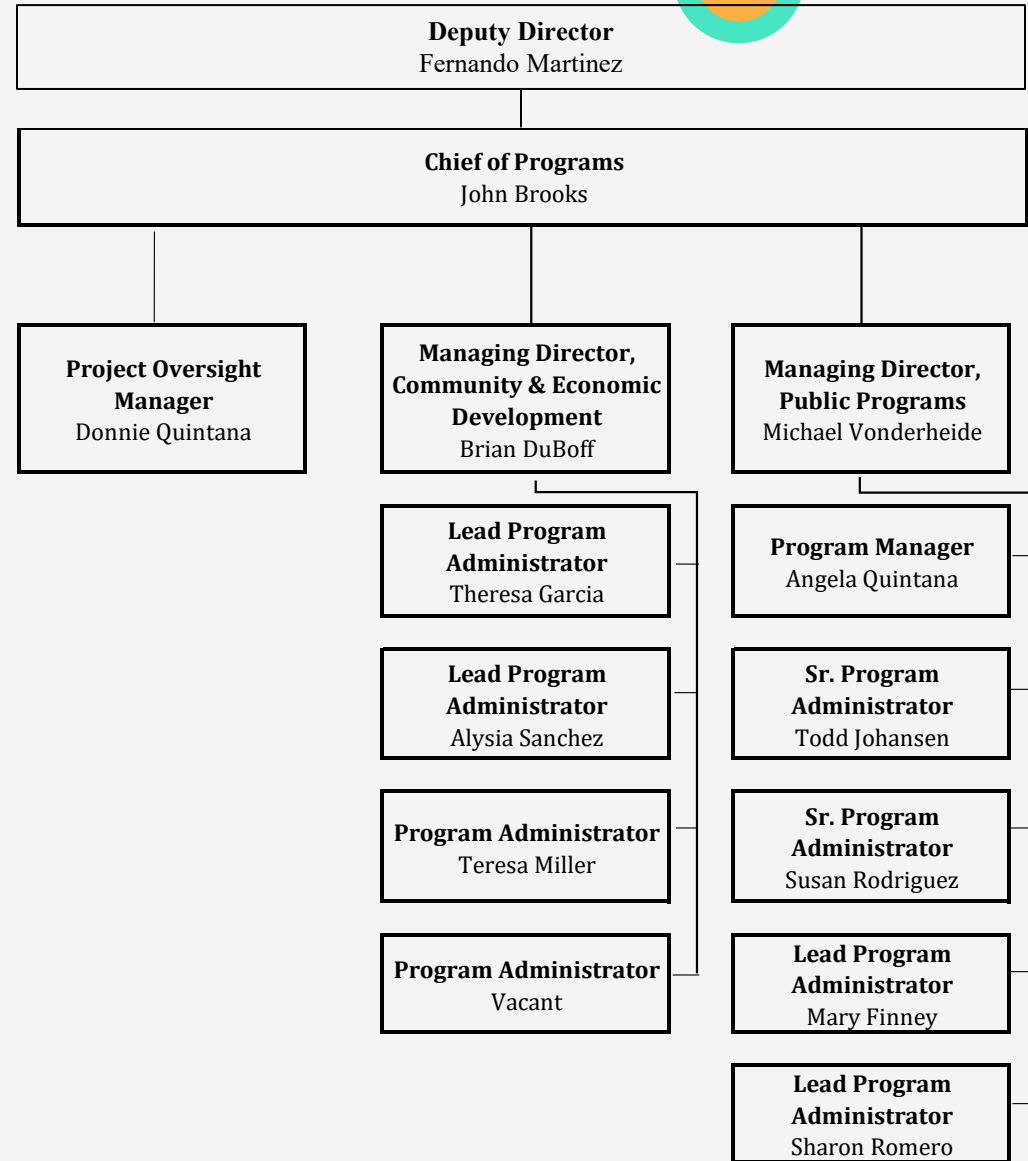 Deputy Director
Fernando Martinez
Chief of Programs
John Brooks
Project Oversight
Manager
Donnie Quintana
Managing Director,
Community & Economic
Development
Brian DuBoff
Managing Director,
Public Programs
Michael Vonderheide
Lead Program
Administrator
Theresa Garcia
Lead Program
Administrator
Alysia Sanchez
Program Administrator
Teresa Miller
Program Administrator
Vacant
Program Manager
Angela Quintana
Sr. Program
Administrator
Todd Johansen
Sr. Program
Administrator
Susan Rodriguez
Lead Program
Administrator
Mary Finney
Lead Program
Administrator
Sharon Romero